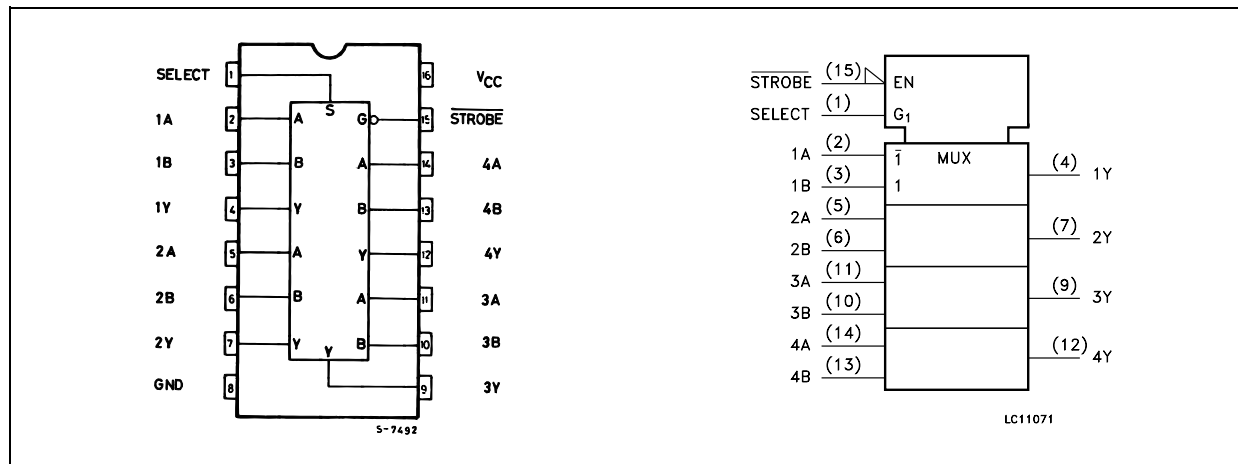 SELECT 1 16 VCC
S
1A 2 A G 15 STROBE
1B 3 B A 14 4A
1Y 4 Y B 13 4B
2A 5 A Y 12 4Y
2B 6 B A 11 3A
2Y 7 Y Y B 10 3B
GND 8 9 3Y
S-7492
STROBE (15) EN
SELECT (1) G1
MUX
1A (2) 1̅
1B (3) 1
(4) 1Y
2A (5)
2B (6)
(7) 2Y
3A (11)
3B (10)
(9) 3Y
4A (14)
4B (13)
(12) 4Y
LC11071